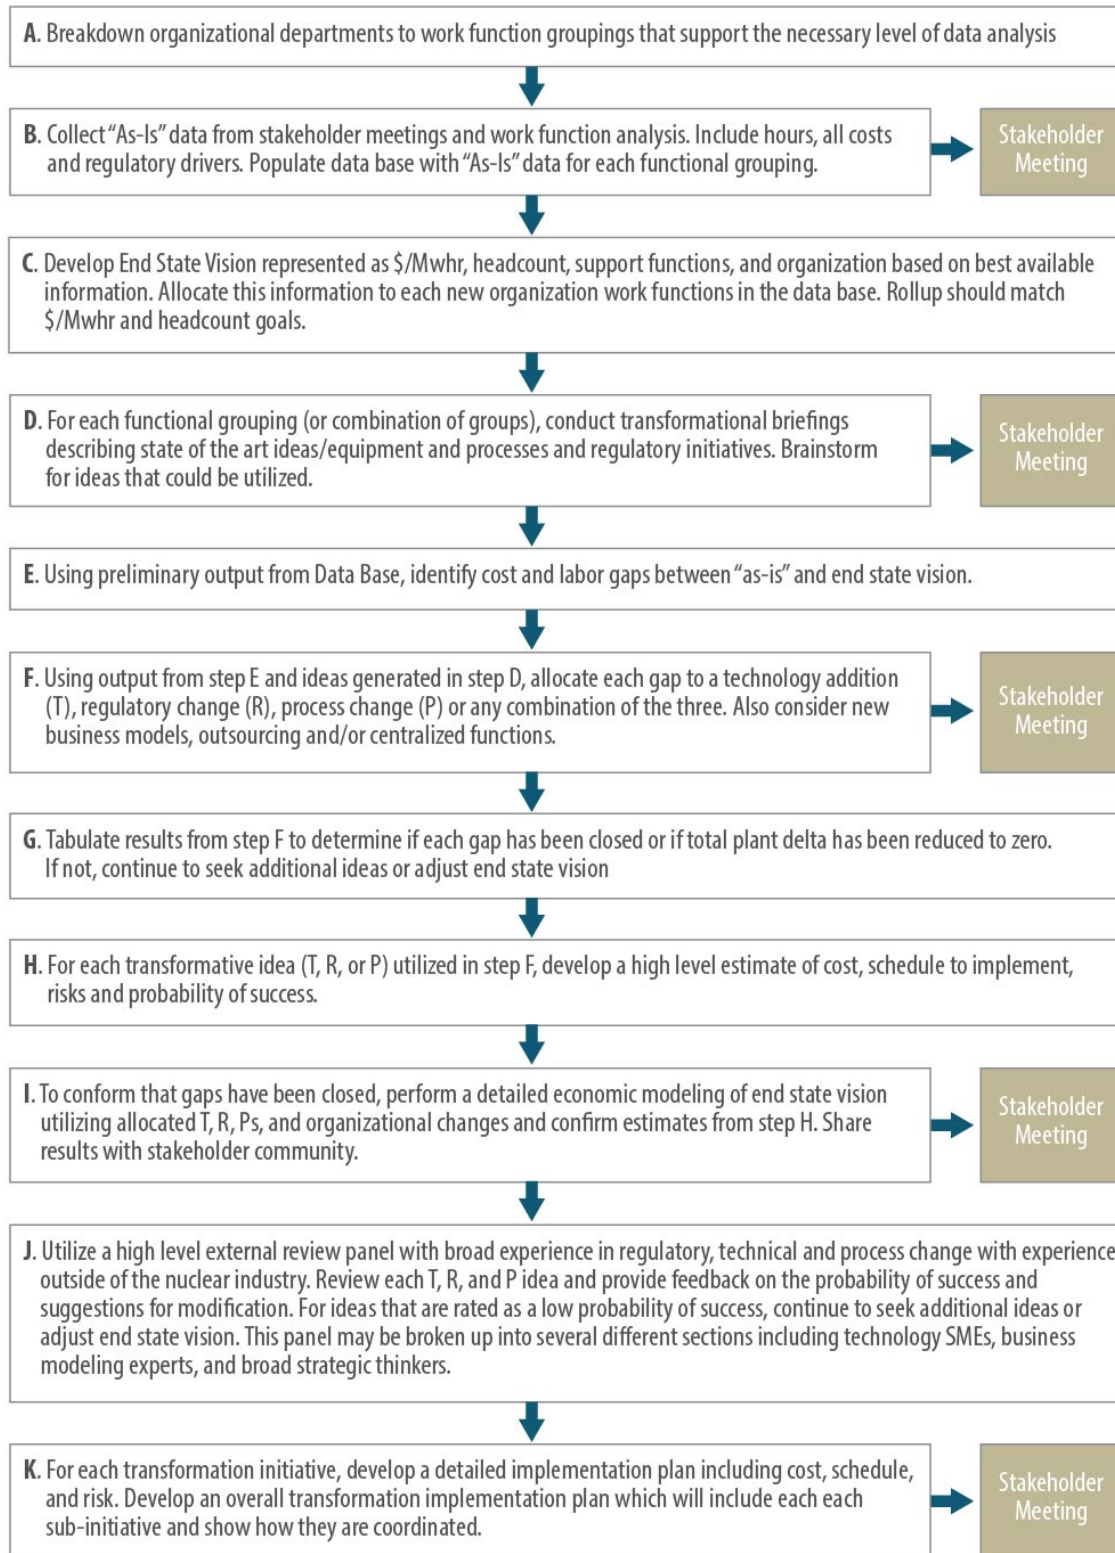 A. Breakdown organizational departments to work function groupings that support the necessary level of data analysis
B. Collect “As-Is” data from stakeholder meetings and work function analysis. Include hours, all costs
and regulatory drivers. Populate data base with “As-Is” data for each functional grouping.
Stakeholder
Meeting
C. Develop End State Vision represented as $/Mwhr, headcount, support functions, and organization based on best available
information. Allocate this information to each new organization work functions in the data base. Rollup should match
$/Mwhr and headcount goals.
D. For each functional grouping (or combination of groups), conduct transformational briefings
describing state of the art ideas/equipment and processes and regulatory initiatives. Brainstorm
for ideas that could be utilized.
Stakeholder
Meeting
E. Using preliminary output from Data Base, identify cost and labor gaps between “as-is” and end state vision.
F. Using output from step E and ideas generated in step D, allocate each gap to a technology addition
(T), regulatory change (R), process change (P) or any combination of the three. Also consider new
business models, outsourcing and/or centralized functions.
Stakeholder
Meeting
G. Tabulate results from step F to determine if each gap has been closed or if total plant delta has been reduced to zero.
If not, continue to seek additional ideas or adjust end state vision
H. For each transformative idea (T, R, or P) utilized in step F, develop a high level estimate of cost, schedule to implement,
risks and probability of success.
I. To conform that gaps have been closed, perform a detailed economic modeling of end state vision
utilizing allocated T, R, Ps, and organizational changes and confirm estimates from step H. Share
results with stakeholder community.
Stakeholder
Meeting
J. Utilize a high level external review panel with broad experience in regulatory, technical and process change with experience
outside of the nuclear industry. Review each T, R, and P idea and provide feedback on the probability of success and
suggestions for modification. For ideas that are rated as a low probability of success, continue to seek additional ideas or
adjust end state vision. This panel may be broken up into several different sections including technology SMEs, business
modeling experts, and broad strategic thinkers.
K. For each transformation initiative, develop a detailed implementation plan including cost, schedule,
and risk. Develop an overall transformation implementation plan which will include each each
sub-initiative and show how they are coordinated.
Stakeholder
Meeting